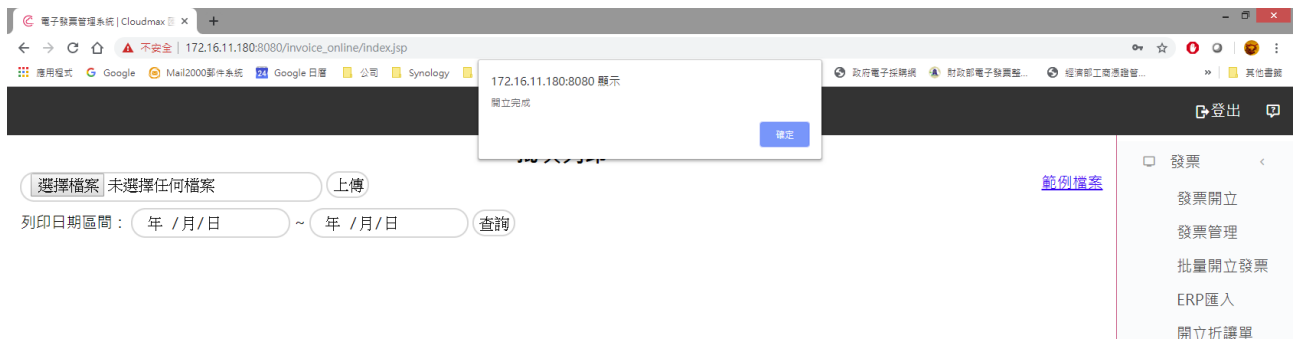 電子發票管理系統 | Cloudmax
不安全 | 172.16.11.180:8080/invoice_online/index.jsp
應用程式 Google Mail2000郵件系統 24 Google 日曆 公司 Synology 政府電子採購網 財政部電子發票整... 經濟部工商憑證管... » 其他書籤
172.16.11.180:8080 顯示
開立完成
確定
登出
選擇檔案 未選擇任何檔案 上傳
範例檔案
列印日期區間： 年 /月/日 ~ 年 /月/日 查詢
發票
發票開立
發票管理
批量開立發票
ERP匯入
開立折讓單